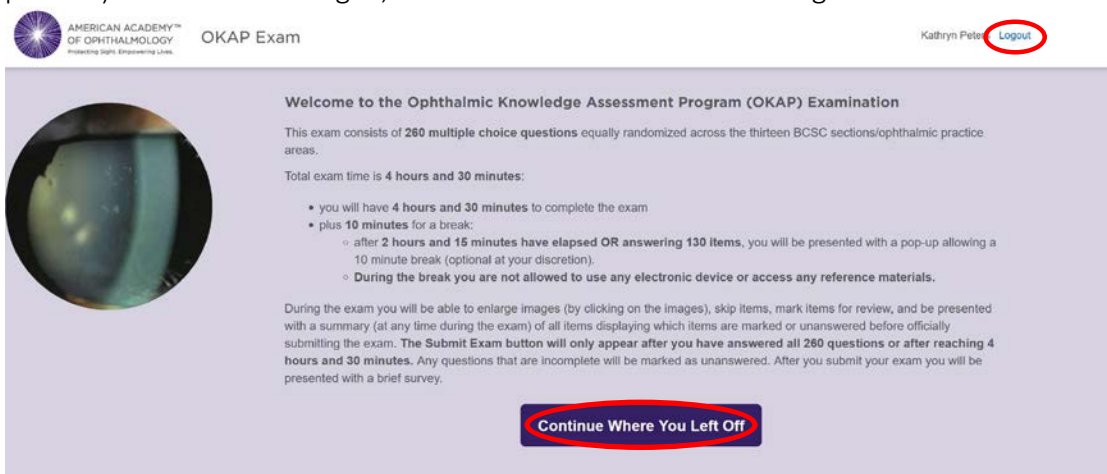 AMERICAN ACADEMY™
OF OPHTHALMOLOGY
Protecting Sight. Empowering Lives.
OKAP Exam
Kathryn Peters Logout
Welcome to the Ophthalmic Knowledge Assessment Program (OKAP) Examination
This exam consists of 260 multiple choice questions equally randomized across the thirteen BCSC sections/ophthalmic practice
areas.
Total exam time is 4 hours and 30 minutes:
• you will have 4 hours and 30 minutes to complete the exam
• plus 10 minutes for a break:
○ after 2 hours and 15 minutes have elapsed OR answering 130 items, you will be presented with a pop-up allowing a
10 minute break (optional at your discretion).
○ During the break you are not allowed to use any electronic device or access any reference materials.
During the exam you will be able to enlarge images (by clicking on the images), skip items, mark items for review, and be presented
with a summary (at any time during the exam) of all items displaying which items are marked or unanswered before officially
submitting the exam. The Submit Exam button will only appear after you have answered all 260 questions or after reaching 4
hours and 30 minutes. Any questions that are incomplete will be marked as unanswered. After you submit your exam you will be
presented with a brief survey.
Continue Where You Left Off